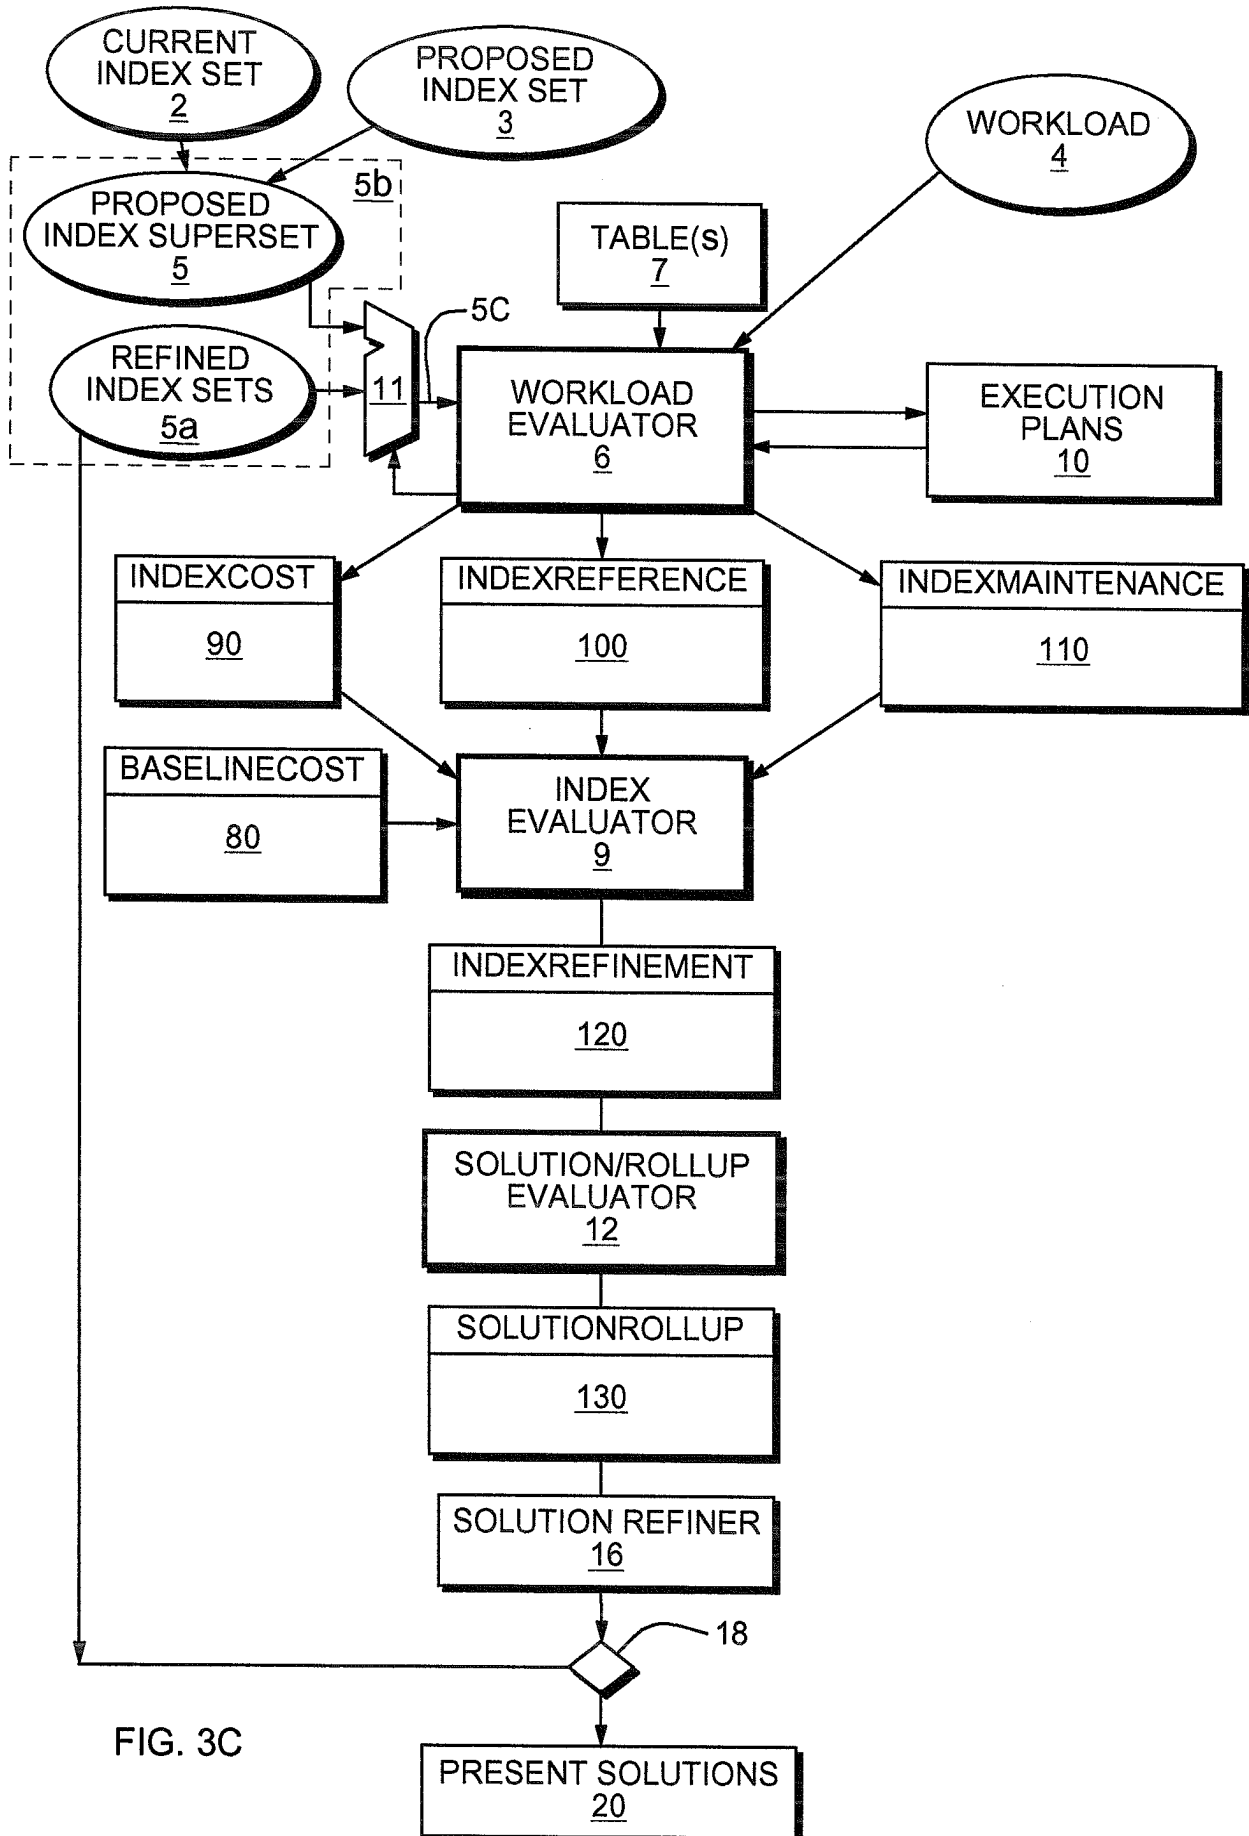 CURRENT
INDEX SET
2
PROPOSED
INDEX SET
3
WORKLOAD
4
5b
PROPOSED
INDEX SUPERSET
5
TABLE(s)
7
5C
REFINED
INDEX SETS
5a
11
WORKLOAD
EVALUATOR
6
EXECUTION
PLANS
10
INDEXCOST
90
INDEXREFERENCE
100
INDEXMAINTENANCE
110
BASELINECOST
80
INDEX
EVALUATOR
9
INDEXREFINEMENT
120
SOLUTION/ROLLUP
EVALUATOR
12
SOLUTIONROLLUP
130
SOLUTION REFINER
16
18
FIG. 3C
PRESENT SOLUTIONS
20